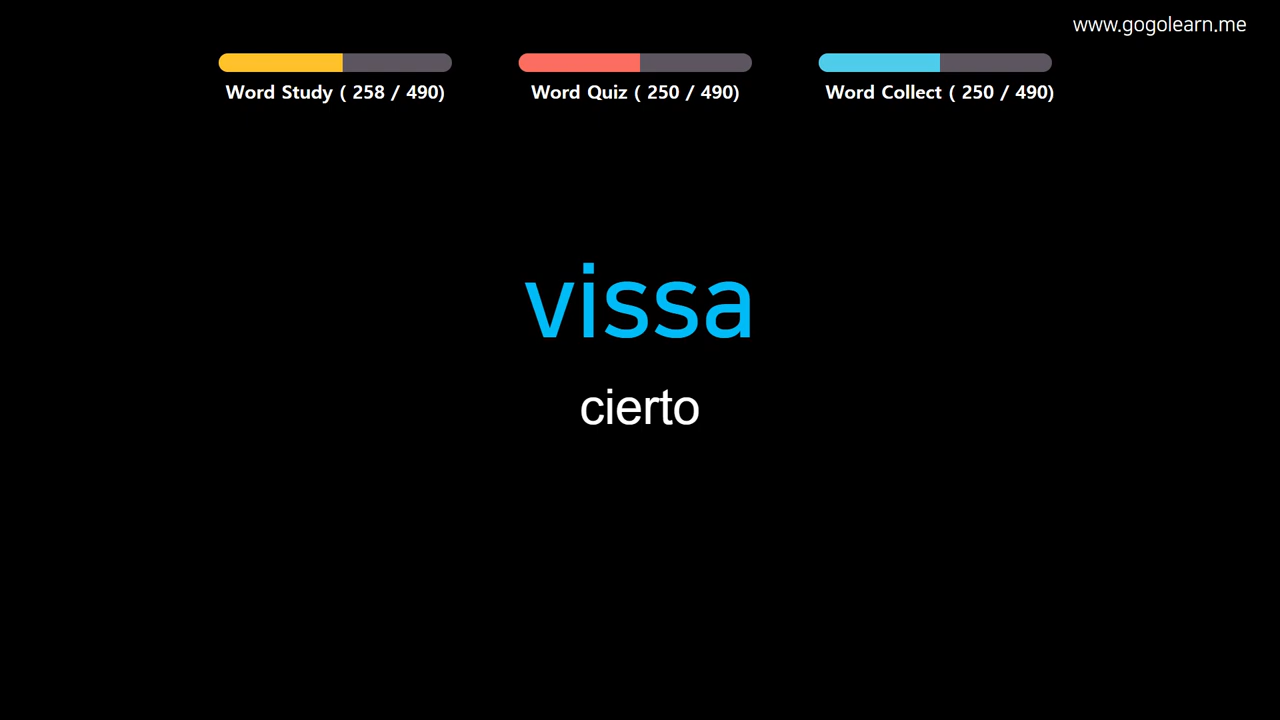 www.gogolearn.me
Word Study ( 258 / 490)
Word Quiz ( 250 / 490)
Word Collect ( 250 / 490)
vissa
cierto